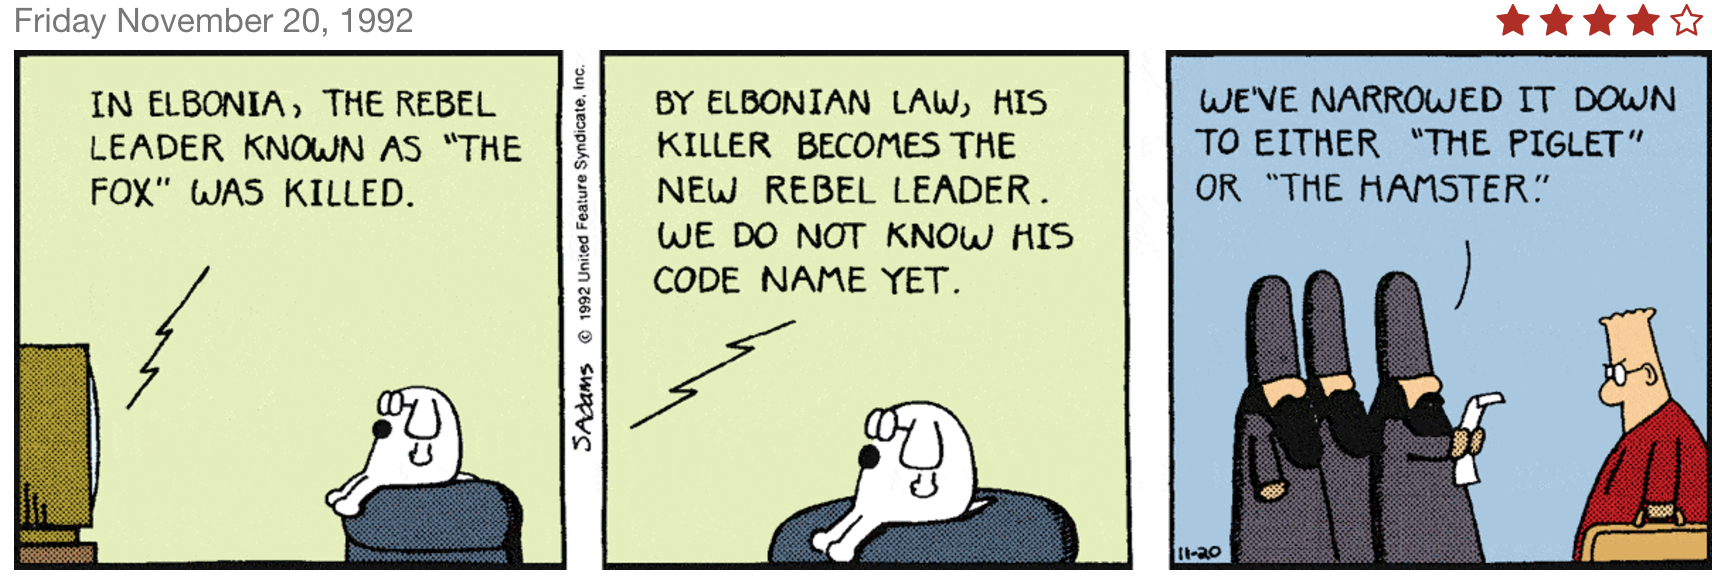 Friday November 20, 1992
IN ELBONIA, THE REBEL
LEADER KNOWN AS "THE
FOX" WAS KILLED.
SAdams © 1992 United Feature Syndicate, Inc.
BY ELBONIAN LAW, HIS
KILLER BECOMES THE
NEW REBEL LEADER.
WE DO NOT KNOW HIS
CODE NAME YET.
WE'VE NARROWED IT DOWN
TO EITHER "THE PIGLET"
OR "THE HAMSTER."
11-20